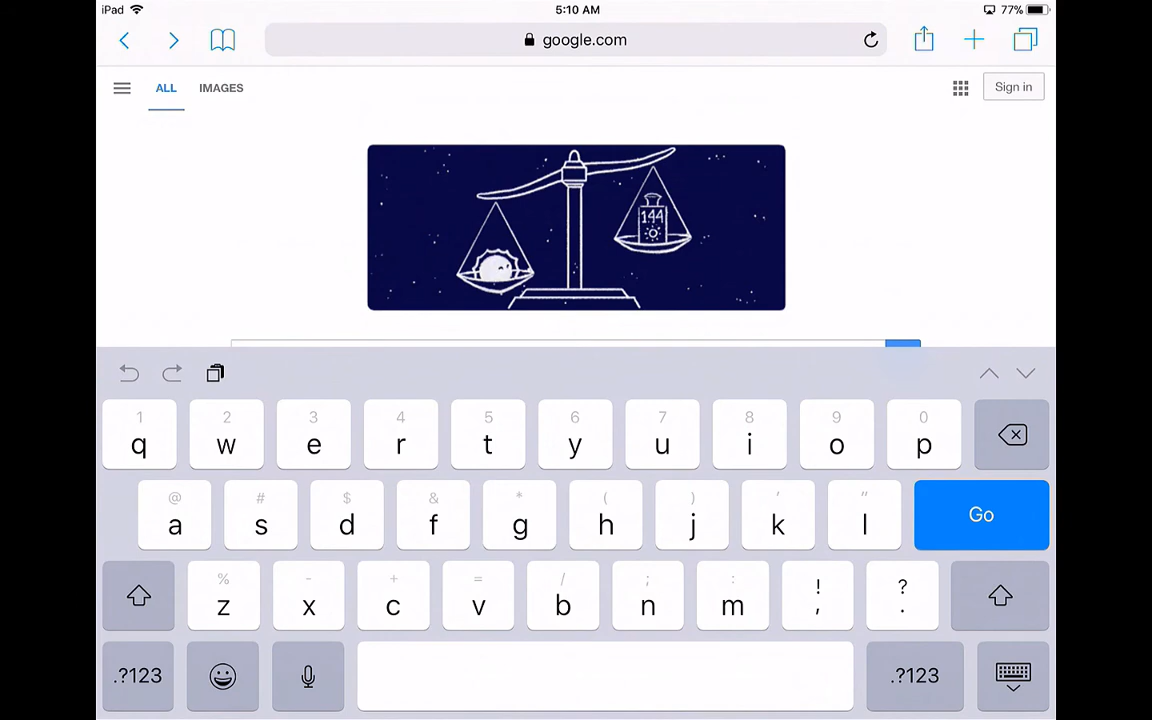 iPad 5:10 AM 77%
google.com
ALL IMAGES Sign in
144
1 2 3 4 5 6 7 8 9 0
q w e r t y u i o p
@ # $ & * ( ) ' "
a s d f g h j k l Go
% - + = / ; : ! ?
z x c v b n m , .
.?123 .?123